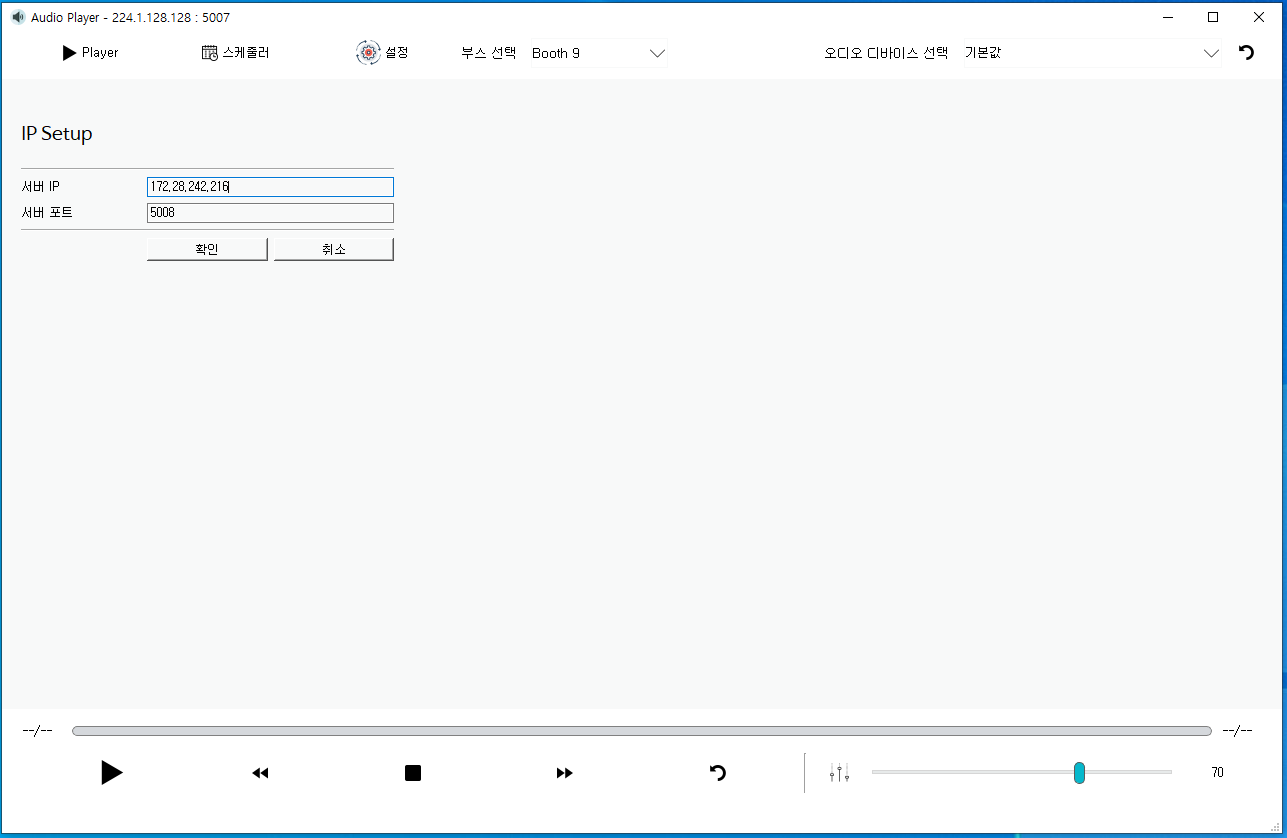 Audio Player - 224.1.128.128 : 5007
Player 스케줄러 설정 부스 선택 Booth 9 오디오 디바이스 선택 기본값
IP Setup
서버 IP 172,28,242,216
서버 포트 5008
확인 취소
--/-- --/--
70